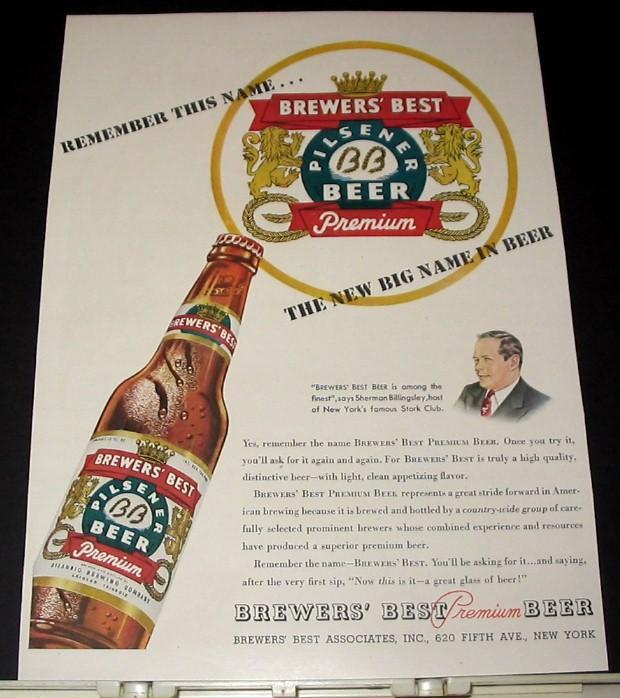 REMEMBER THIS NAME...
BREWERS' BEST
PILSENER
BB
BEER
Premium
THE NEW BIG NAME IN BEER
BREWERS' BEST
"BREWERS' BEST BEER is among the
finest", says Sherman Billingsley, host
of New York's famous Stork Club.
Yes, remember the name BREWERS' BEST PREMIUM BEER. Once you try it,
you'll ask for it again and again. For BREWERS' BEST is truly a high quality,
distinctive beer—with light, clean appetizing flavor.
BREWERS' BEST PREMIUM BEER represents a great stride forward in Amer-
ican brewing because it is brewed and bottled by a country-wide group of care-
fully selected prominent brewers whose combined experience and resources
have produced a superior premium beer.
Remember the name—BREWERS' BEST. You'll be asking for it...and saying,
after the very first sip, "Now this is it—a great glass of beer!"
BREWERS' BEST
PILSENER
BB
BEER
Premium
BREWING COMPANY
BREWERS' BEST Premium BEER
BREWERS' BEST ASSOCIATES, INC., 620 FIFTH AVE., NEW YORK